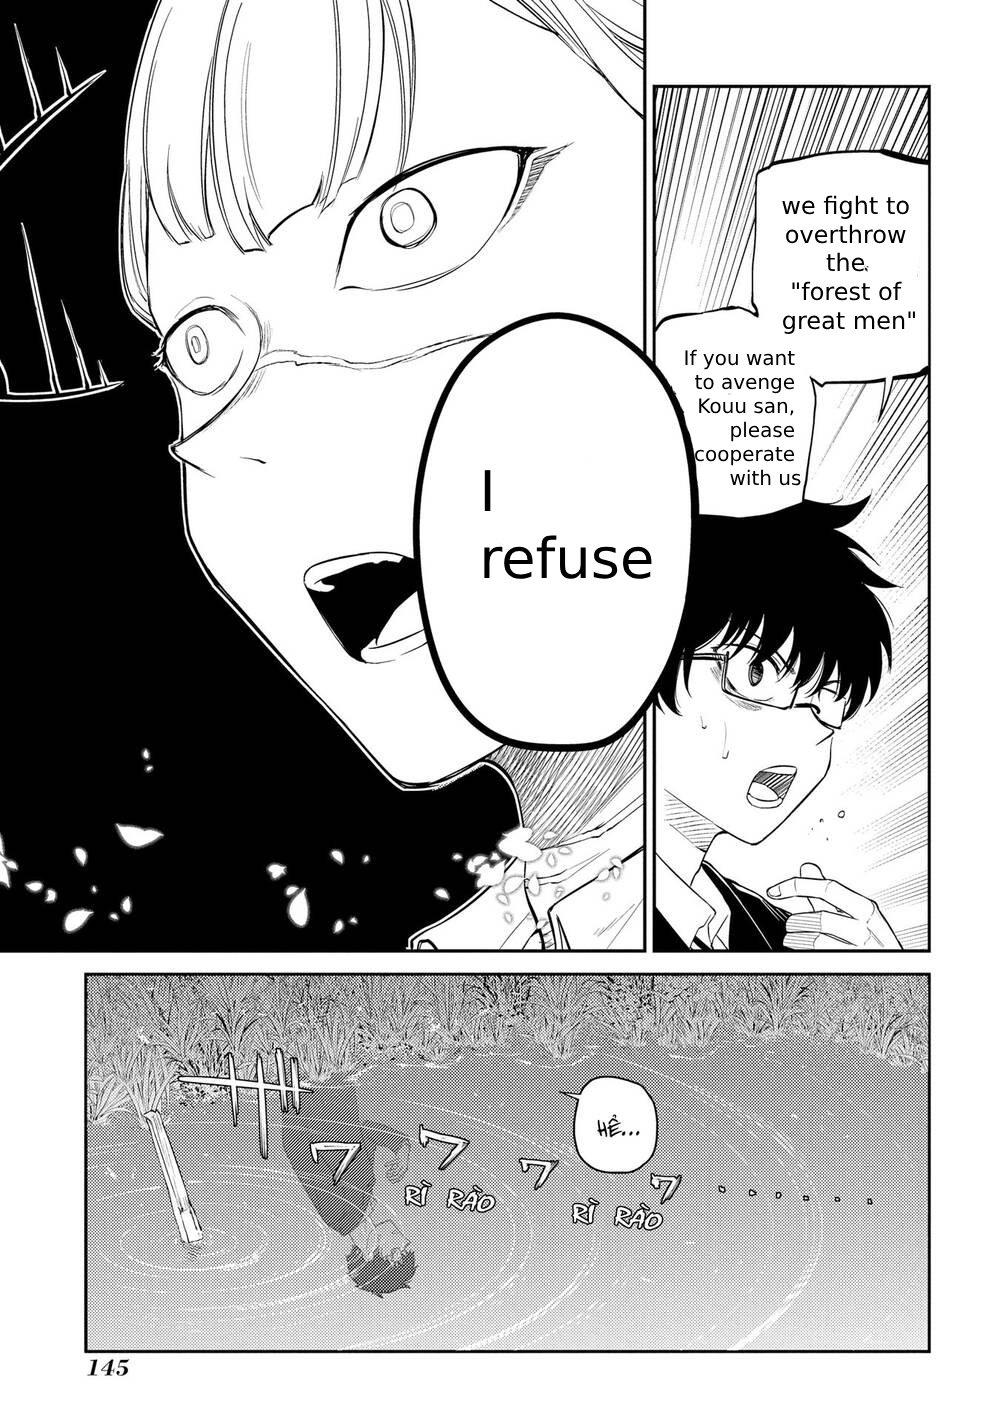 we fight to
overthrow
the
"forest of
great men"
If you want
to avenge
Kouu san,
please
cooperate
with us
I
refuse
HỂ...
ワ ワ ワ ワ
RÌ RÀO
RÌ RÀO
145